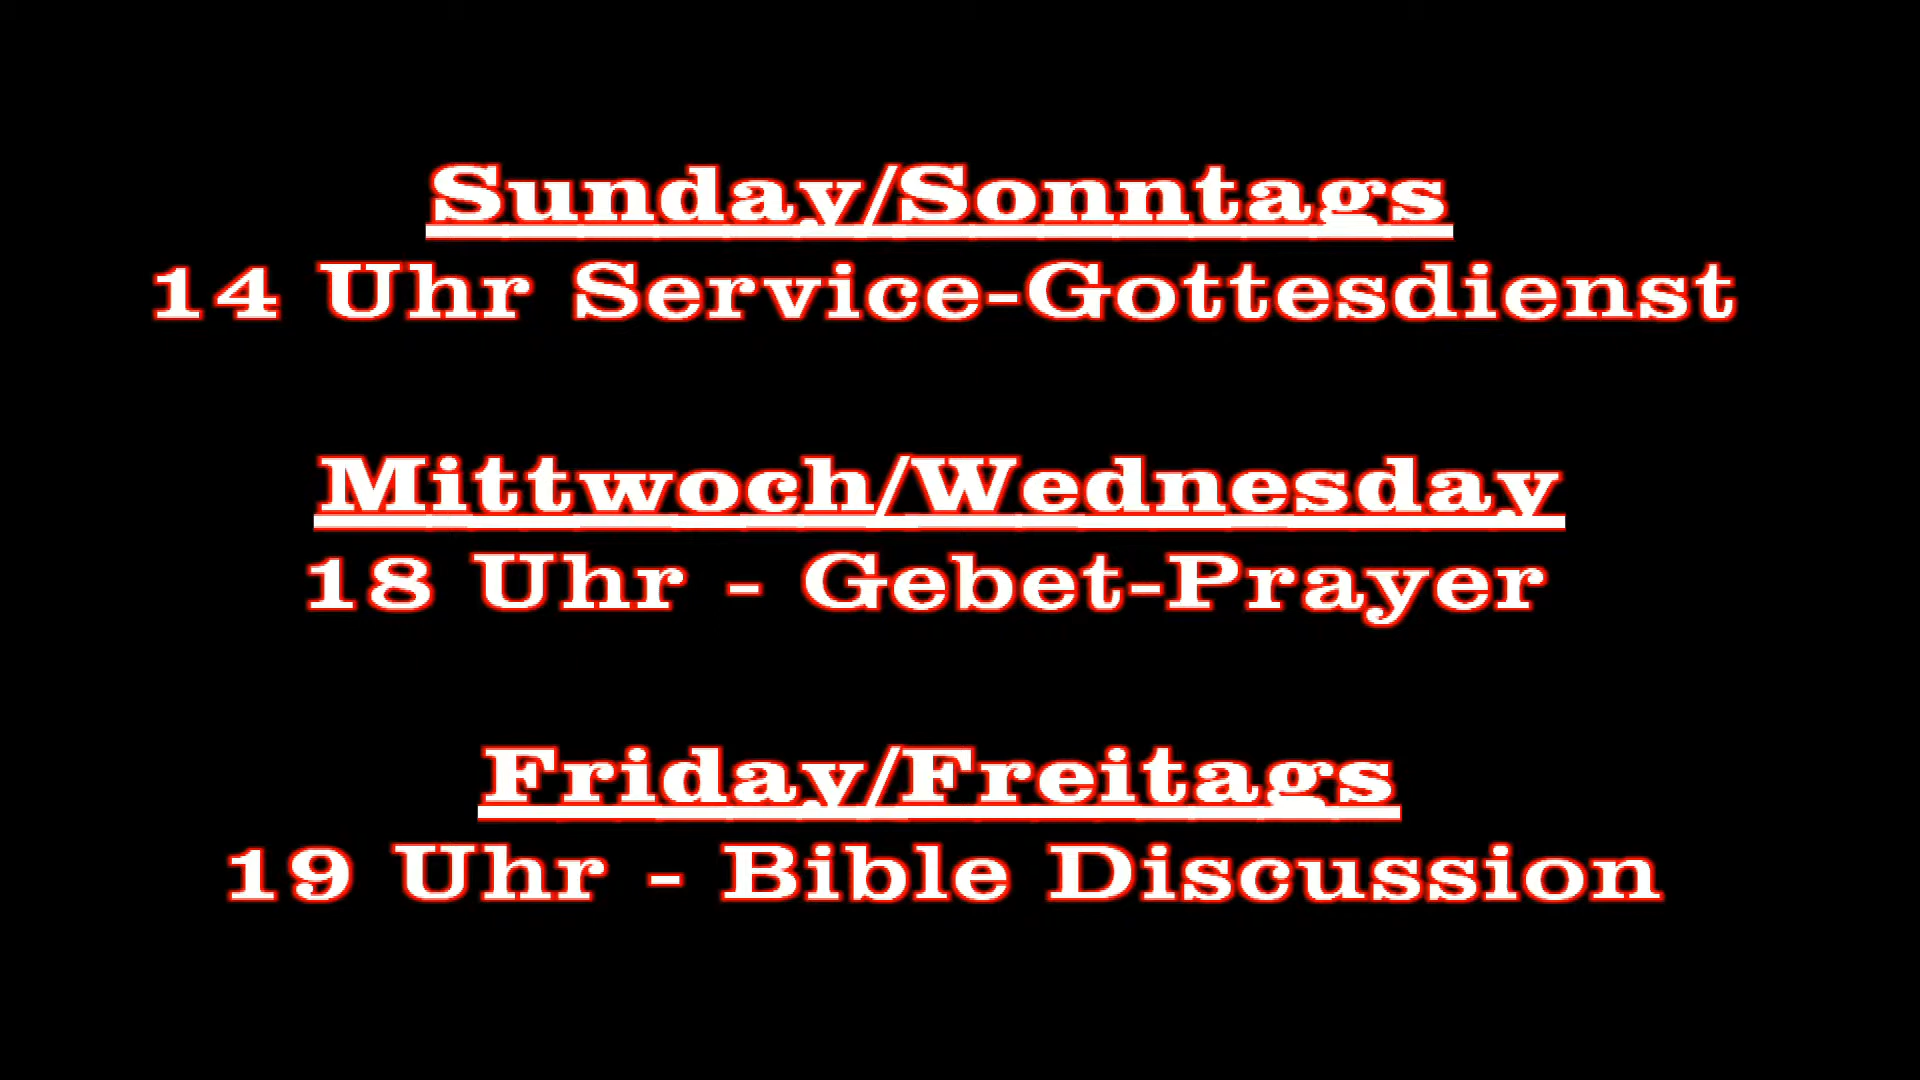 Sunday/Sonntags
14 Uhr Service-Gottesdienst
Mittwoch/Wednesday
18 Uhr - Gebet-Prayer
Friday/Freitags
19 Uhr - Bible Discussion